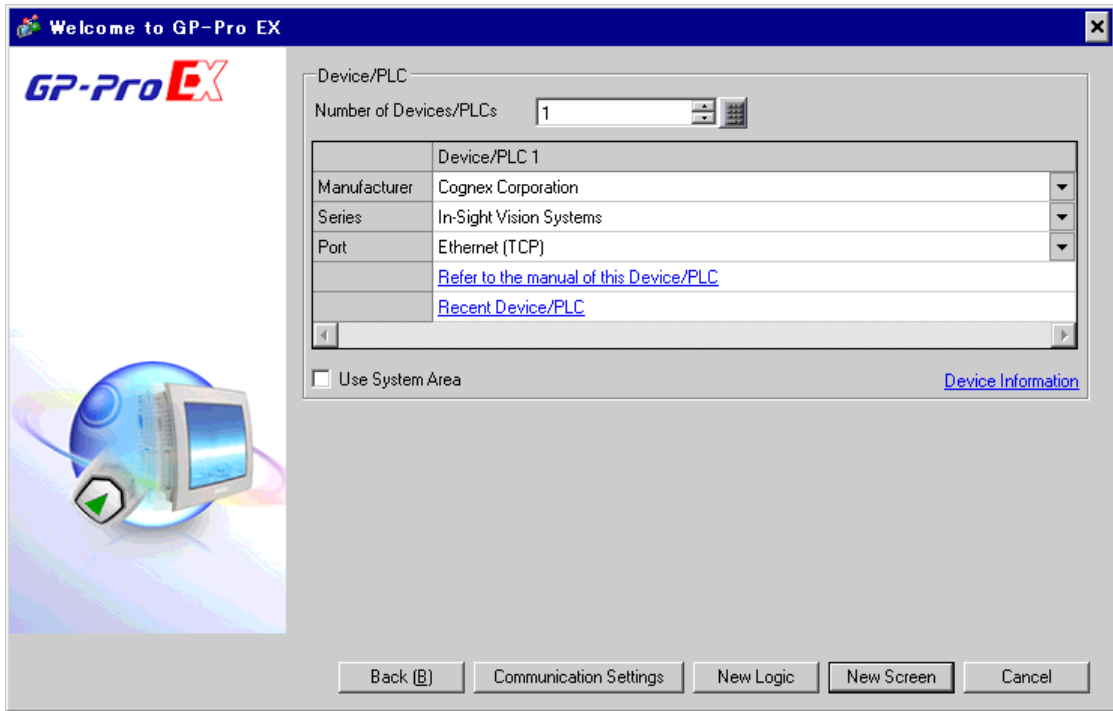 Welcome to GP-Pro EX
GP-Pro EX
Device/PLC
Number of Devices/PLCs 1
Device/PLC 1
Manufacturer Cognex Corporation
Series In-Sight Vision Systems
Port Ethernet (TCP)
Refer to the manual of this Device/PLC
Recent Device/PLC
Use System Area Device Information
Back (B) Communication Settings New Logic New Screen Cancel